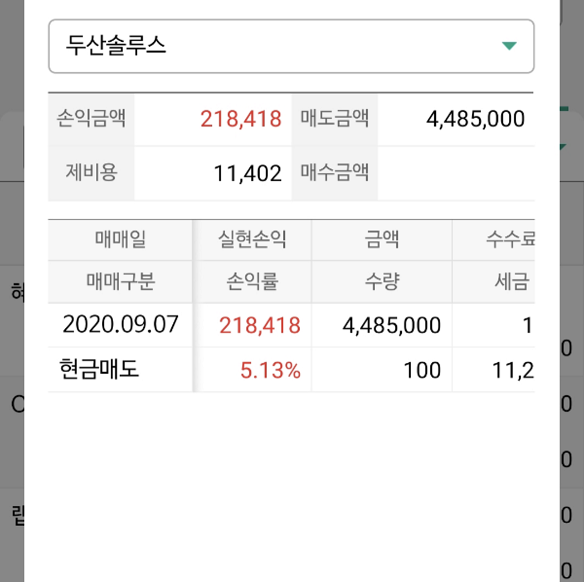 두산솔루스
손익금액 218,418 매도금액 4,485,000
제비용 11,402 매수금액
매매일 실현손익 금액 수수료
매매구분 손익률 수량 세금
2020.09.07 218,418 4,485,000 1
현금매도 5.13% 100 11,2
0
0
0
0
0